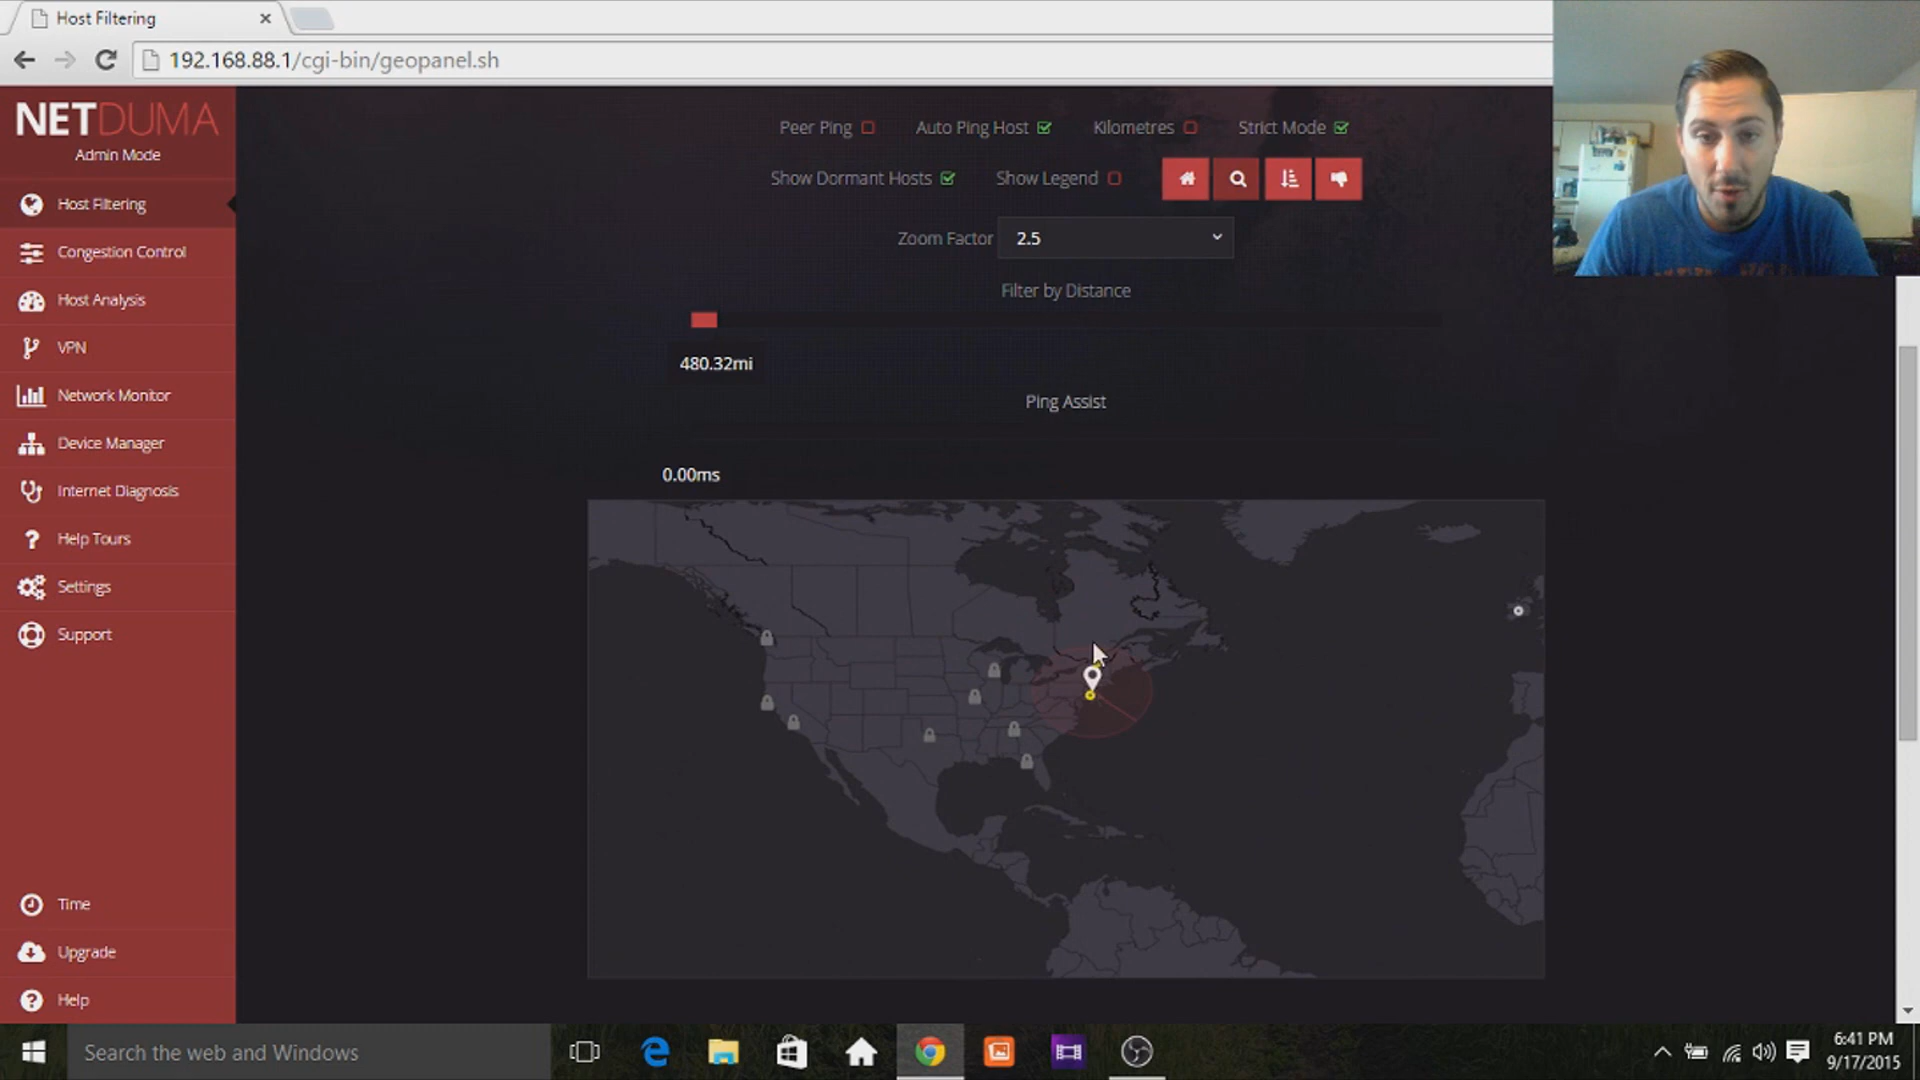 Host Filtering
192.168.88.1/cgi-bin/geopanel.sh
NETDUMA
Admin Mode
Host Filtering
Congestion Control
Host Analysis
VPN
Network Monitor
Device Manager
Internet Diagnosis
Help Tours
Settings
Support
Time
Upgrade
Help
Peer Ping
Auto Ping Host
Kilometres
Strict Mode
Show Dormant Hosts
Show Legend
Zoom Factor 2.5
Filter by Distance
480.32mi
Ping Assist
0.00ms
Search the web and Windows
6:41 PM
9/17/2015